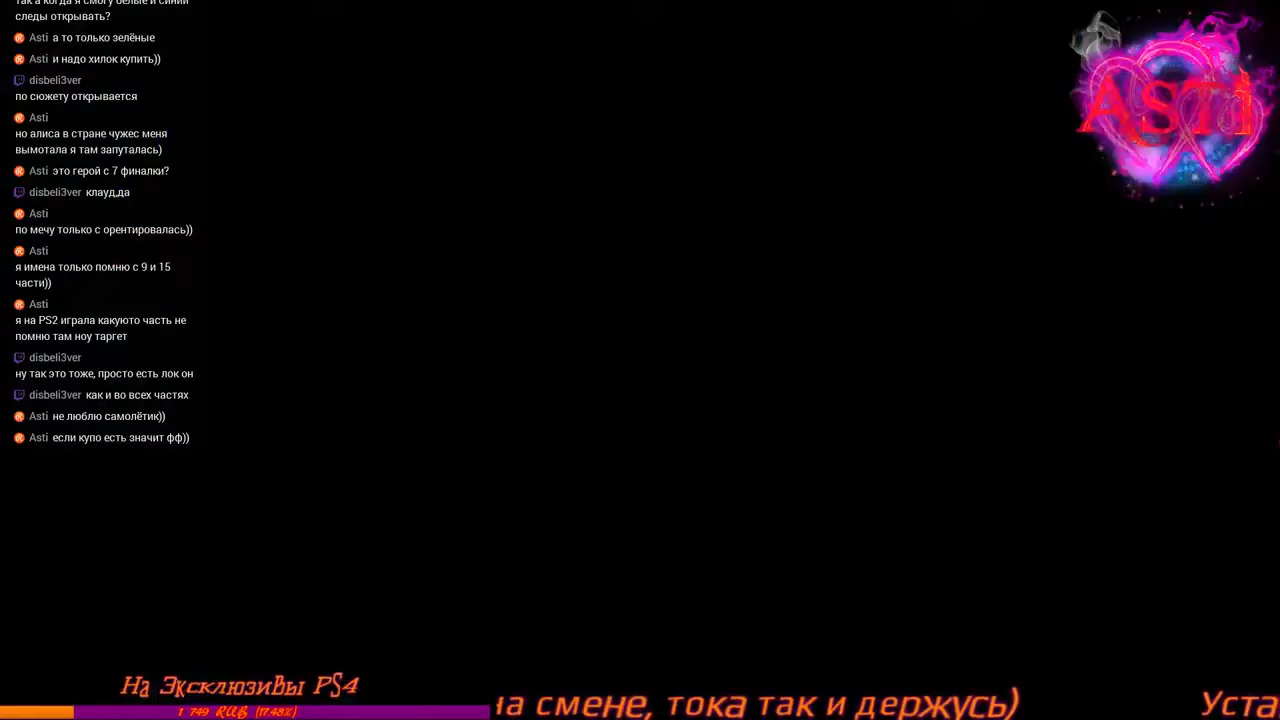 так а когда я смогу белые и синий
следы открывать?
Asti а то только зелёные
Asti и надо хилок купить))
disbeli3ver
по сюжету открывается
Asti
но алиса в стране чужес меня
вымотала я там запуталась)
Asti это герой с 7 финалки?
disbeli3ver клауд,да
Asti
по мечу только с орентировалась))
Asti
я имена только помню с 9 и 15
части))
Asti
я на PS2 играла какуюто часть не
помню там ноу таргет
disbeli3ver
ну так это тоже, просто есть лок он
disbeli3ver как и во всех частях
Asti не люблю самолётик))
Asti если купо есть значит фф))
Asti
На Эксклюзивы PS4
1 749 RUB (17.48%)
на смене, тока так и держусь)
Уста